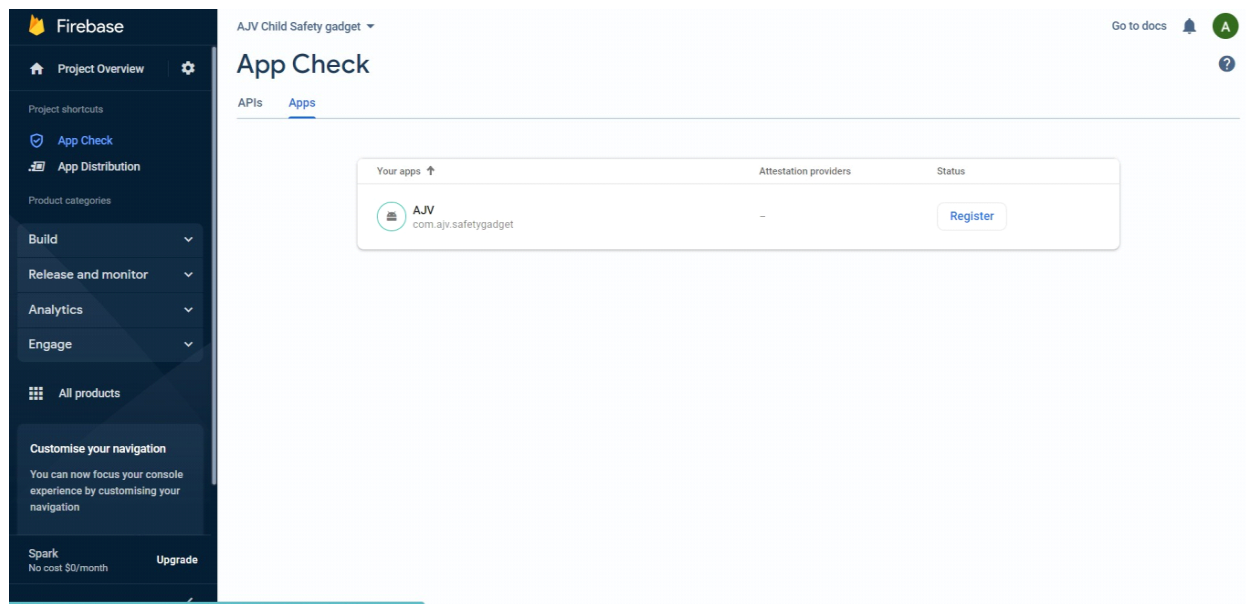 Firebase
Project Overview
Project shortcuts
App Check
App Distribution
Product categories
Build
Release and monitor
Analytics
Engage
All products
Customise your navigation
You can now focus your console
experience by customising your
navigation
Spark
No cost $0/month
Upgrade
AJV Child Safety gadget
Go to docs
A
App Check
?
APIs
Apps
Your apps
Attestation providers
Status
AJV
com.ajv.safetygadget
–
Register